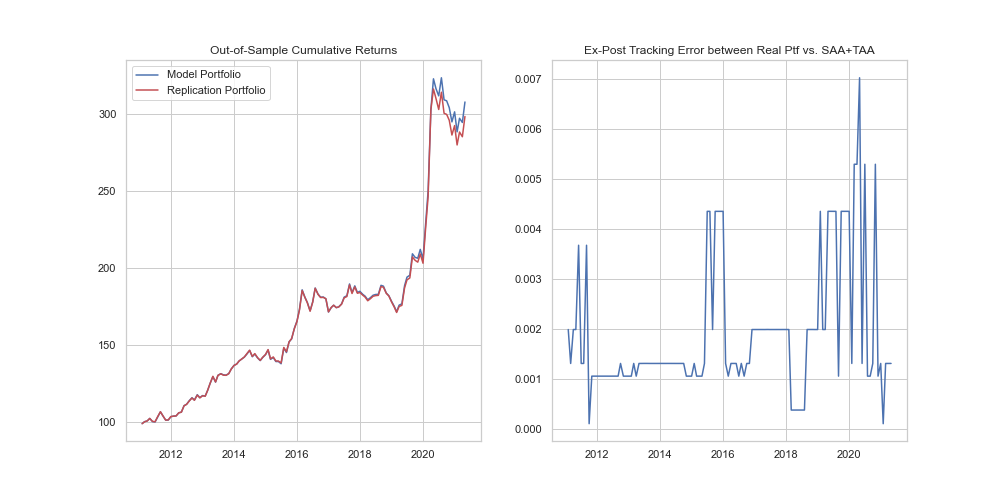 Out-of-Sample Cumulative Returns
Model Portfolio
Replication Portfolio
300
250
200
150
100
2012 2014 2016 2018 2020
Ex-Post Tracking Error between Real Ptf vs. SAA+TAA
0.007
0.006
0.005
0.004
0.003
0.002
0.001
0.000
2012 2014 2016 2018 2020